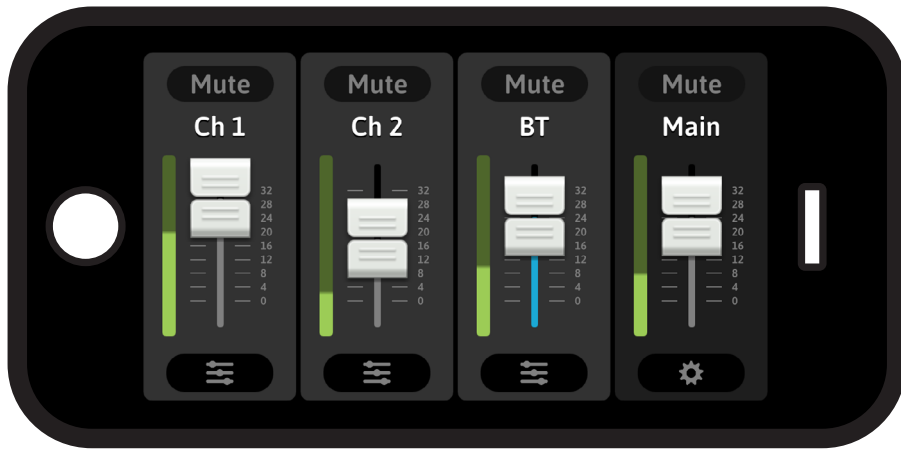 Mute Mute Mute Mute
Ch 1 Ch 2 BT Main
32 32 32 32
28 28 28 28
24 24 24 24
20 20 20 20
16 16 16 16
12 12 12 12
8 8 8 8
4 4 4 4
0 0 0 0